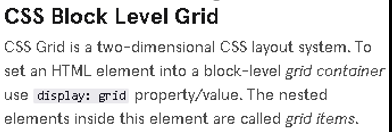 CSS Block Level Grid
CSS Grid is a two-dimensional CSS layout system. To
set an HTML element into a block-level grid container
use display: grid property/value. The nested
elements inside this element are called grid items.